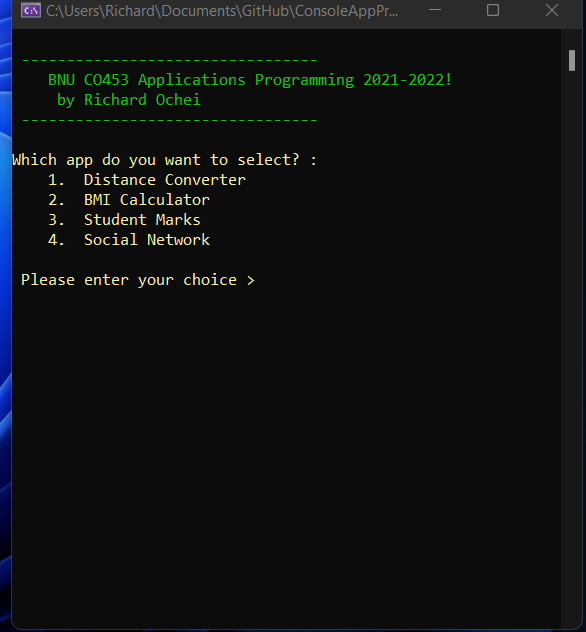 C:\Users\Richard\Documents\GitHub\ConsoleAppPr...
---------------------------------
BNU CO453 Applications Programming 2021-2022!
by Richard Ochei
---------------------------------
Which app do you want to select? :
1. Distance Converter
2. BMI Calculator
3. Student Marks
4. Social Network
Please enter your choice >